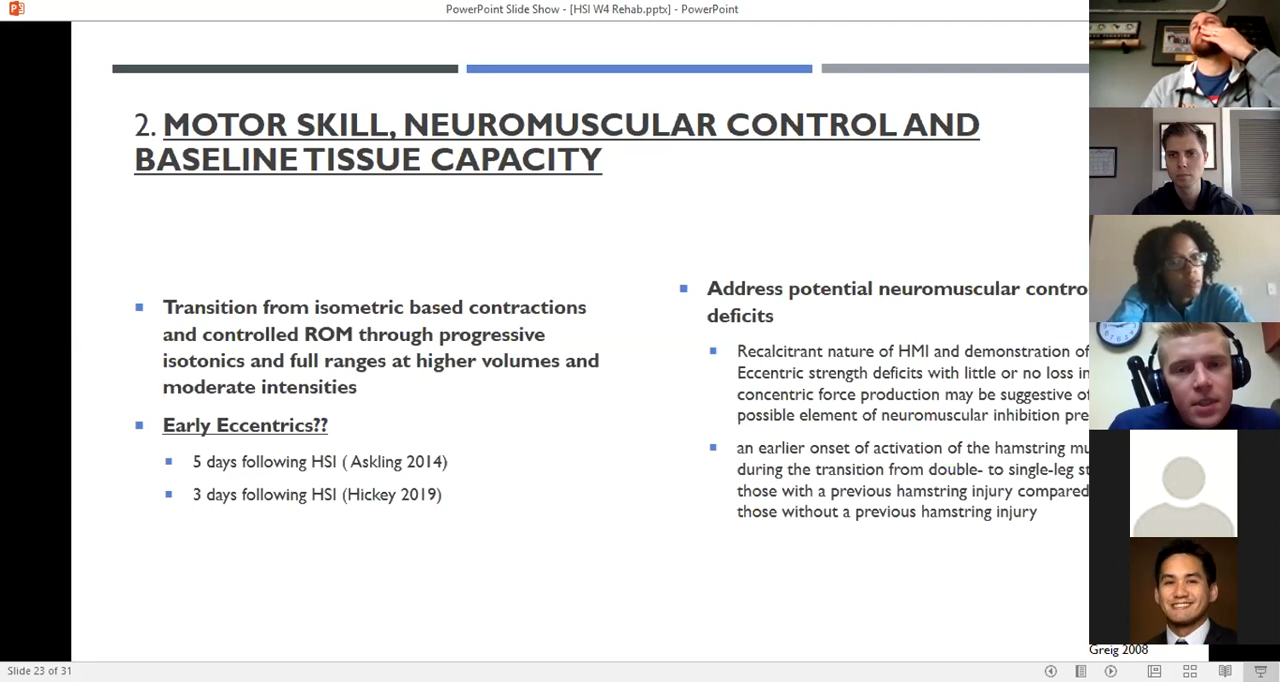 PowerPoint Slide Show - [HSI W4 Rehab.pptx] - PowerPoint
2. MOTOR SKILL, NEUROMUSCULAR CONTROL AND
BASELINE TISSUE CAPACITY
Transition from isometric based contractions
and controlled ROM through progressive
isotonics and full ranges at higher volumes and
moderate intensities
Early Eccentrics??
5 days following HSI ( Askling 2014)
3 days following HSI (Hickey 2019)
Address potential neuromuscular contro
deficits
Recalcitrant nature of HMI and demonstration of
Eccentric strength deficits with little or no loss in
concentric force production may be suggestive of
possible element of neuromuscular inhibition pre
an earlier onset of activation of the hamstring mu
during the transition from double- to single-leg st
those with a previous hamstring injury compared
those without a previous hamstring injury
Greig 2008
Slide 23 of 31